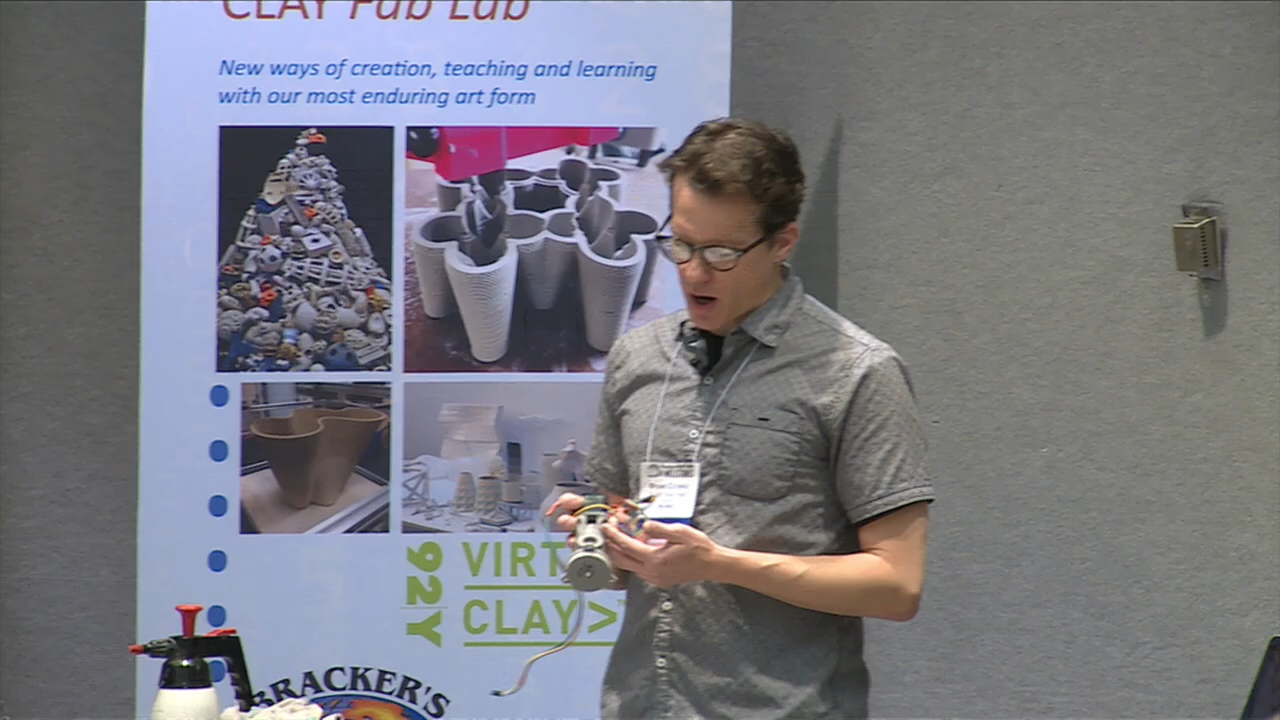 CLAY Fab Lab
New ways of creation, teaching and learning
with our most enduring art form
92Y
VIRT
CLAY>
BRACKER'S